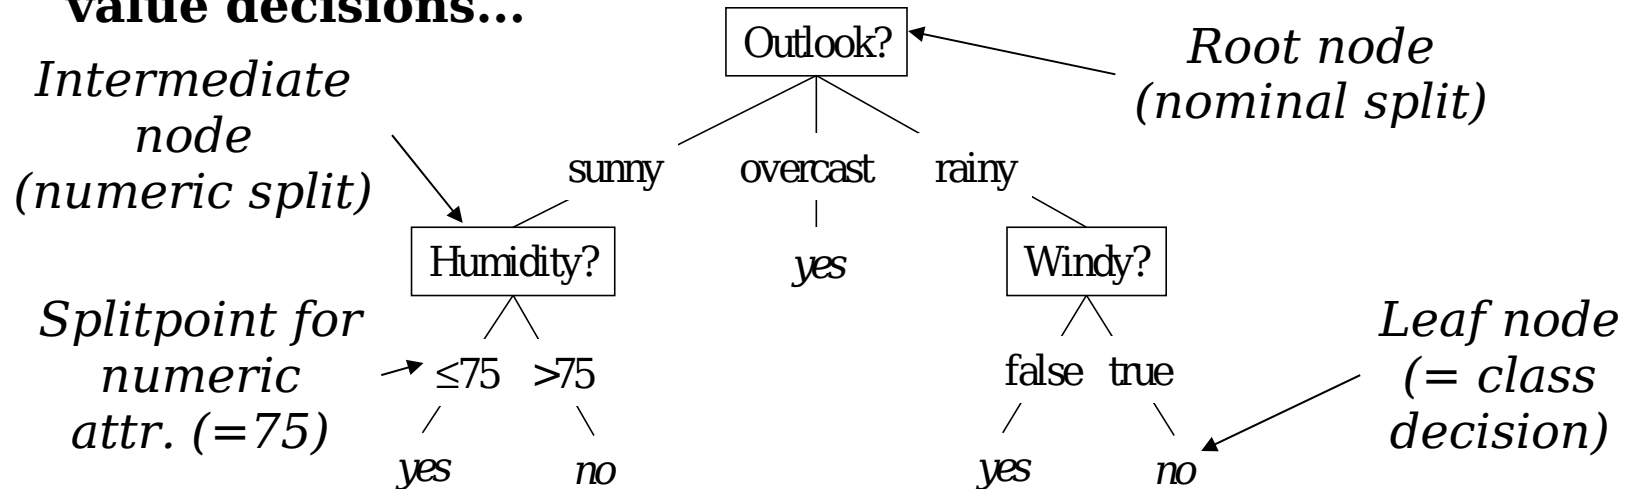 value decisions...
Outlook?
Root node
(nominal split)
Intermediate
node
(numeric split)
sunny overcast rainy
Humidity?
yes
Windy?
Splitpoint for
numeric
attr. (=75)
≤75 >75
false true
Leaf node
(= class
decision)
yes no
yes no